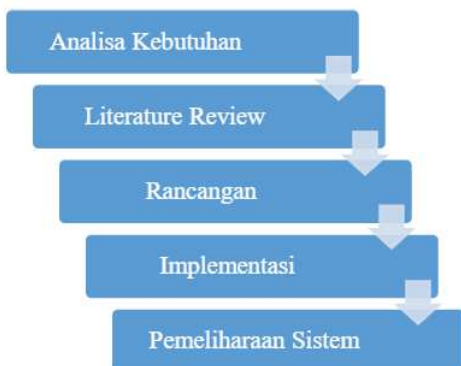 Analisa Kebutuhan
Literature Review
Rancangan
Implementasi
Pemeliharaan Sistem